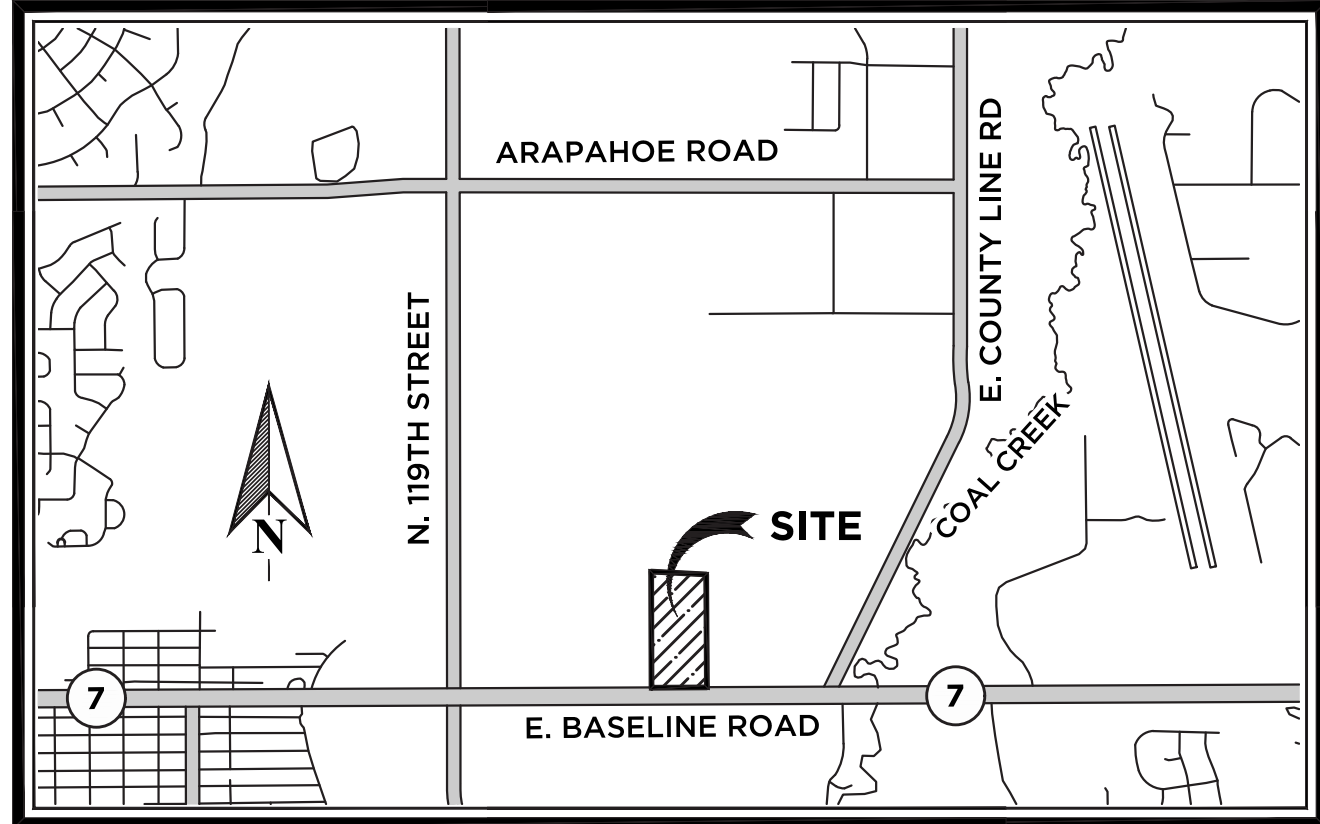 ARAPAHOE ROAD
E. COUNTY LINE RD
N. 119TH STREET
COAL CREEK
SITE
N
7
7
E. BASELINE ROAD